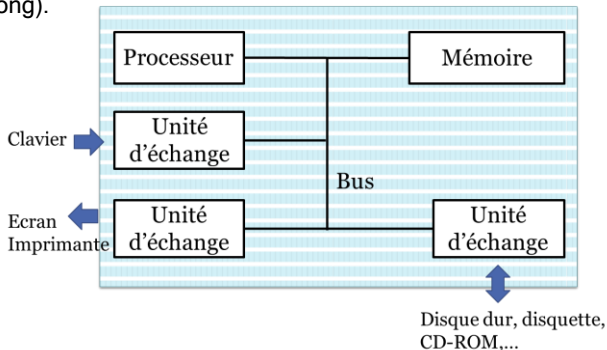 ong).
Processeur
Mémoire
Clavier
Unité
d'échange
Bus
Ecran
Imprimante
Unité
d'échange
Unité
d'échange
Disque dur, disquette,
CD-ROM,...